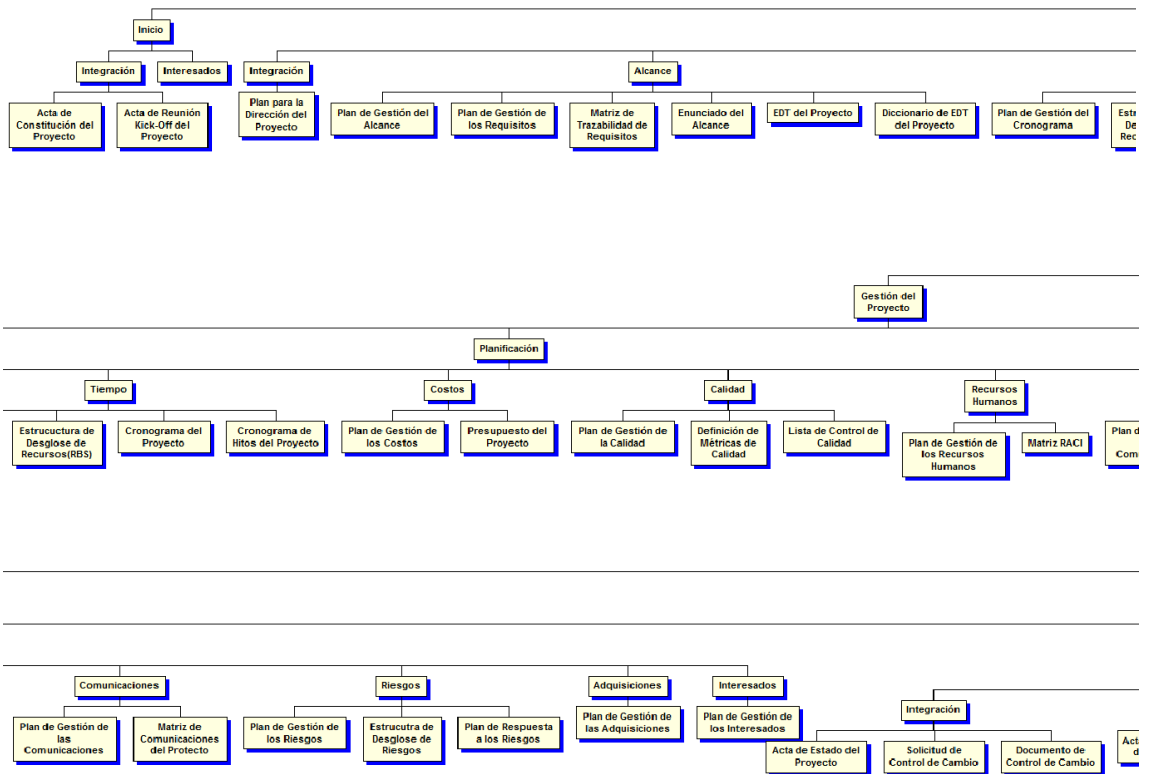 Inicio
Integración
Interesados
Integración
Alcance
Acta de
Constitución del
Proyecto
Acta de Reunión
Kick-Off del
Proyecto
Plan para la
Dirección del
Proyecto
Plan de Gestión del
Alcance
Plan de Gestión de
los Requisitos
Matriz de
Trazabilidad de
Requisitos
Enunciado del
Alcance
EDT del Proyecto
Diccionario de EDT
del Proyecto
Plan de Gestión del
Cronograma
Estr
De
Rec
Gestión del
Proyecto
Planificación
Tiempo
Costos
Calidad
Recursos
Humanos
Estrucuctura de
Desglose de
Recursos(RBS)
Cronograma del
Proyecto
Cronograma de
Hitos del Proyecto
Plan de Gestión de
los Costos
Presupuesto del
Proyecto
Plan de Gestión de
la Calidad
Definición de
Métricas de
Calidad
Lista de Control de
Calidad
Plan de Gestión de
los Recursos
Humanos
Matriz RACI
Plan d
Com
Comunicaciones
Riesgos
Adquisiciones
Interesados
Integración
Plan de Gestión de
las
Comunicaciones
Matriz de
Comunicaciones
del Protecto
Plan de Gestión de
los Riesgos
Estrucutra de
Desglose de
Riesgos
Plan de Respuesta
a los Riesgos
Plan de Gestión de
las Adquisiciones
Plan de Gestión de
los Interesados
Acta de Estado del
Proyecto
Solicitud de
Control de Cambio
Documento de
Control de Cambio
Acta
d